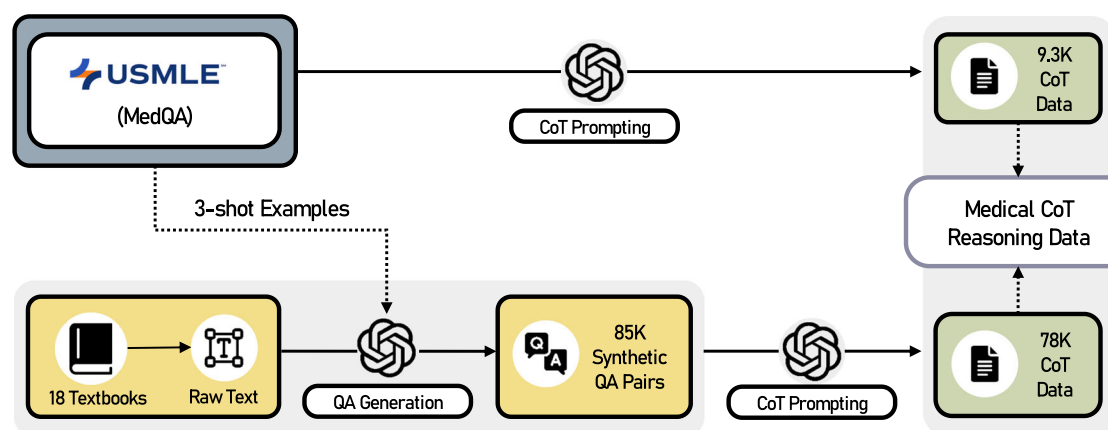 USMLE™
(MedQA)
CoT Prompting
9.3K
CoT
Data
3-shot Examples
Medical CoT
Reasoning Data
18 Textbooks
T
Raw Text
QA Generation
Q
A
85K
Synthetic
QA Pairs
CoT Prompting
78K
CoT
Data